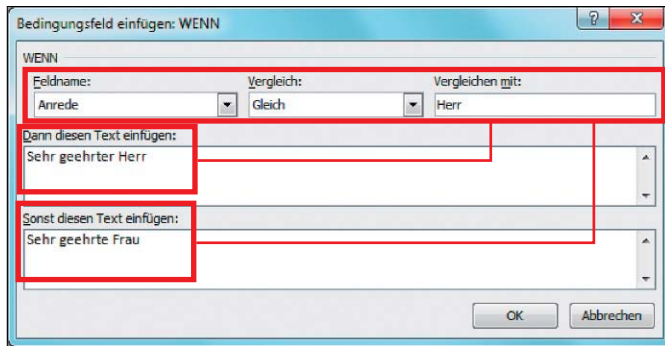 Bedingungsfeld einfügen: WENN
WENN
Feldname: Vergleich: Vergleichen mit:
Anrede Gleich Herr
Dann diesen Text einfügen:
Sehr geehrter Herr
Sonst diesen Text einfügen:
Sehr geehrte Frau
OK Abbrechen